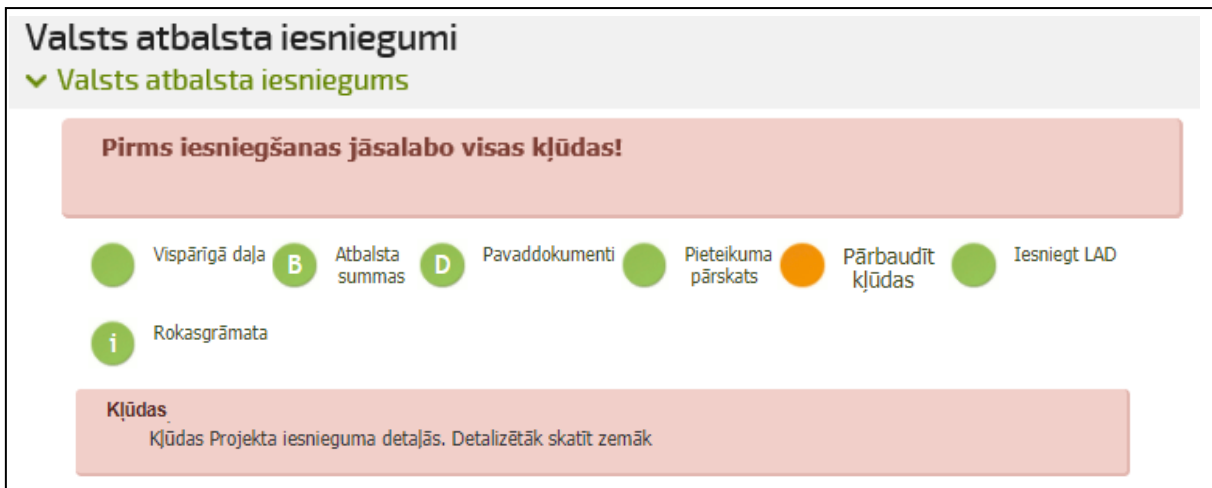 Valsts atbalsta iesniegumi
Valsts atbalsta iesniegums
Pirms iesniegšanas jāsalabo visas kļūdas!
Vispārīgā daļa
B
Atbalsta
summas
D
Pavaddokumenti
Pieteikuma
pārskats
Pārbaudīt
kļūdas
Iesniegt LAD
i
Rokasgrāmata
Kļūdas
Kļūdas Projekta iesnieguma detaļās. Detalizētāk skatīt zemāk